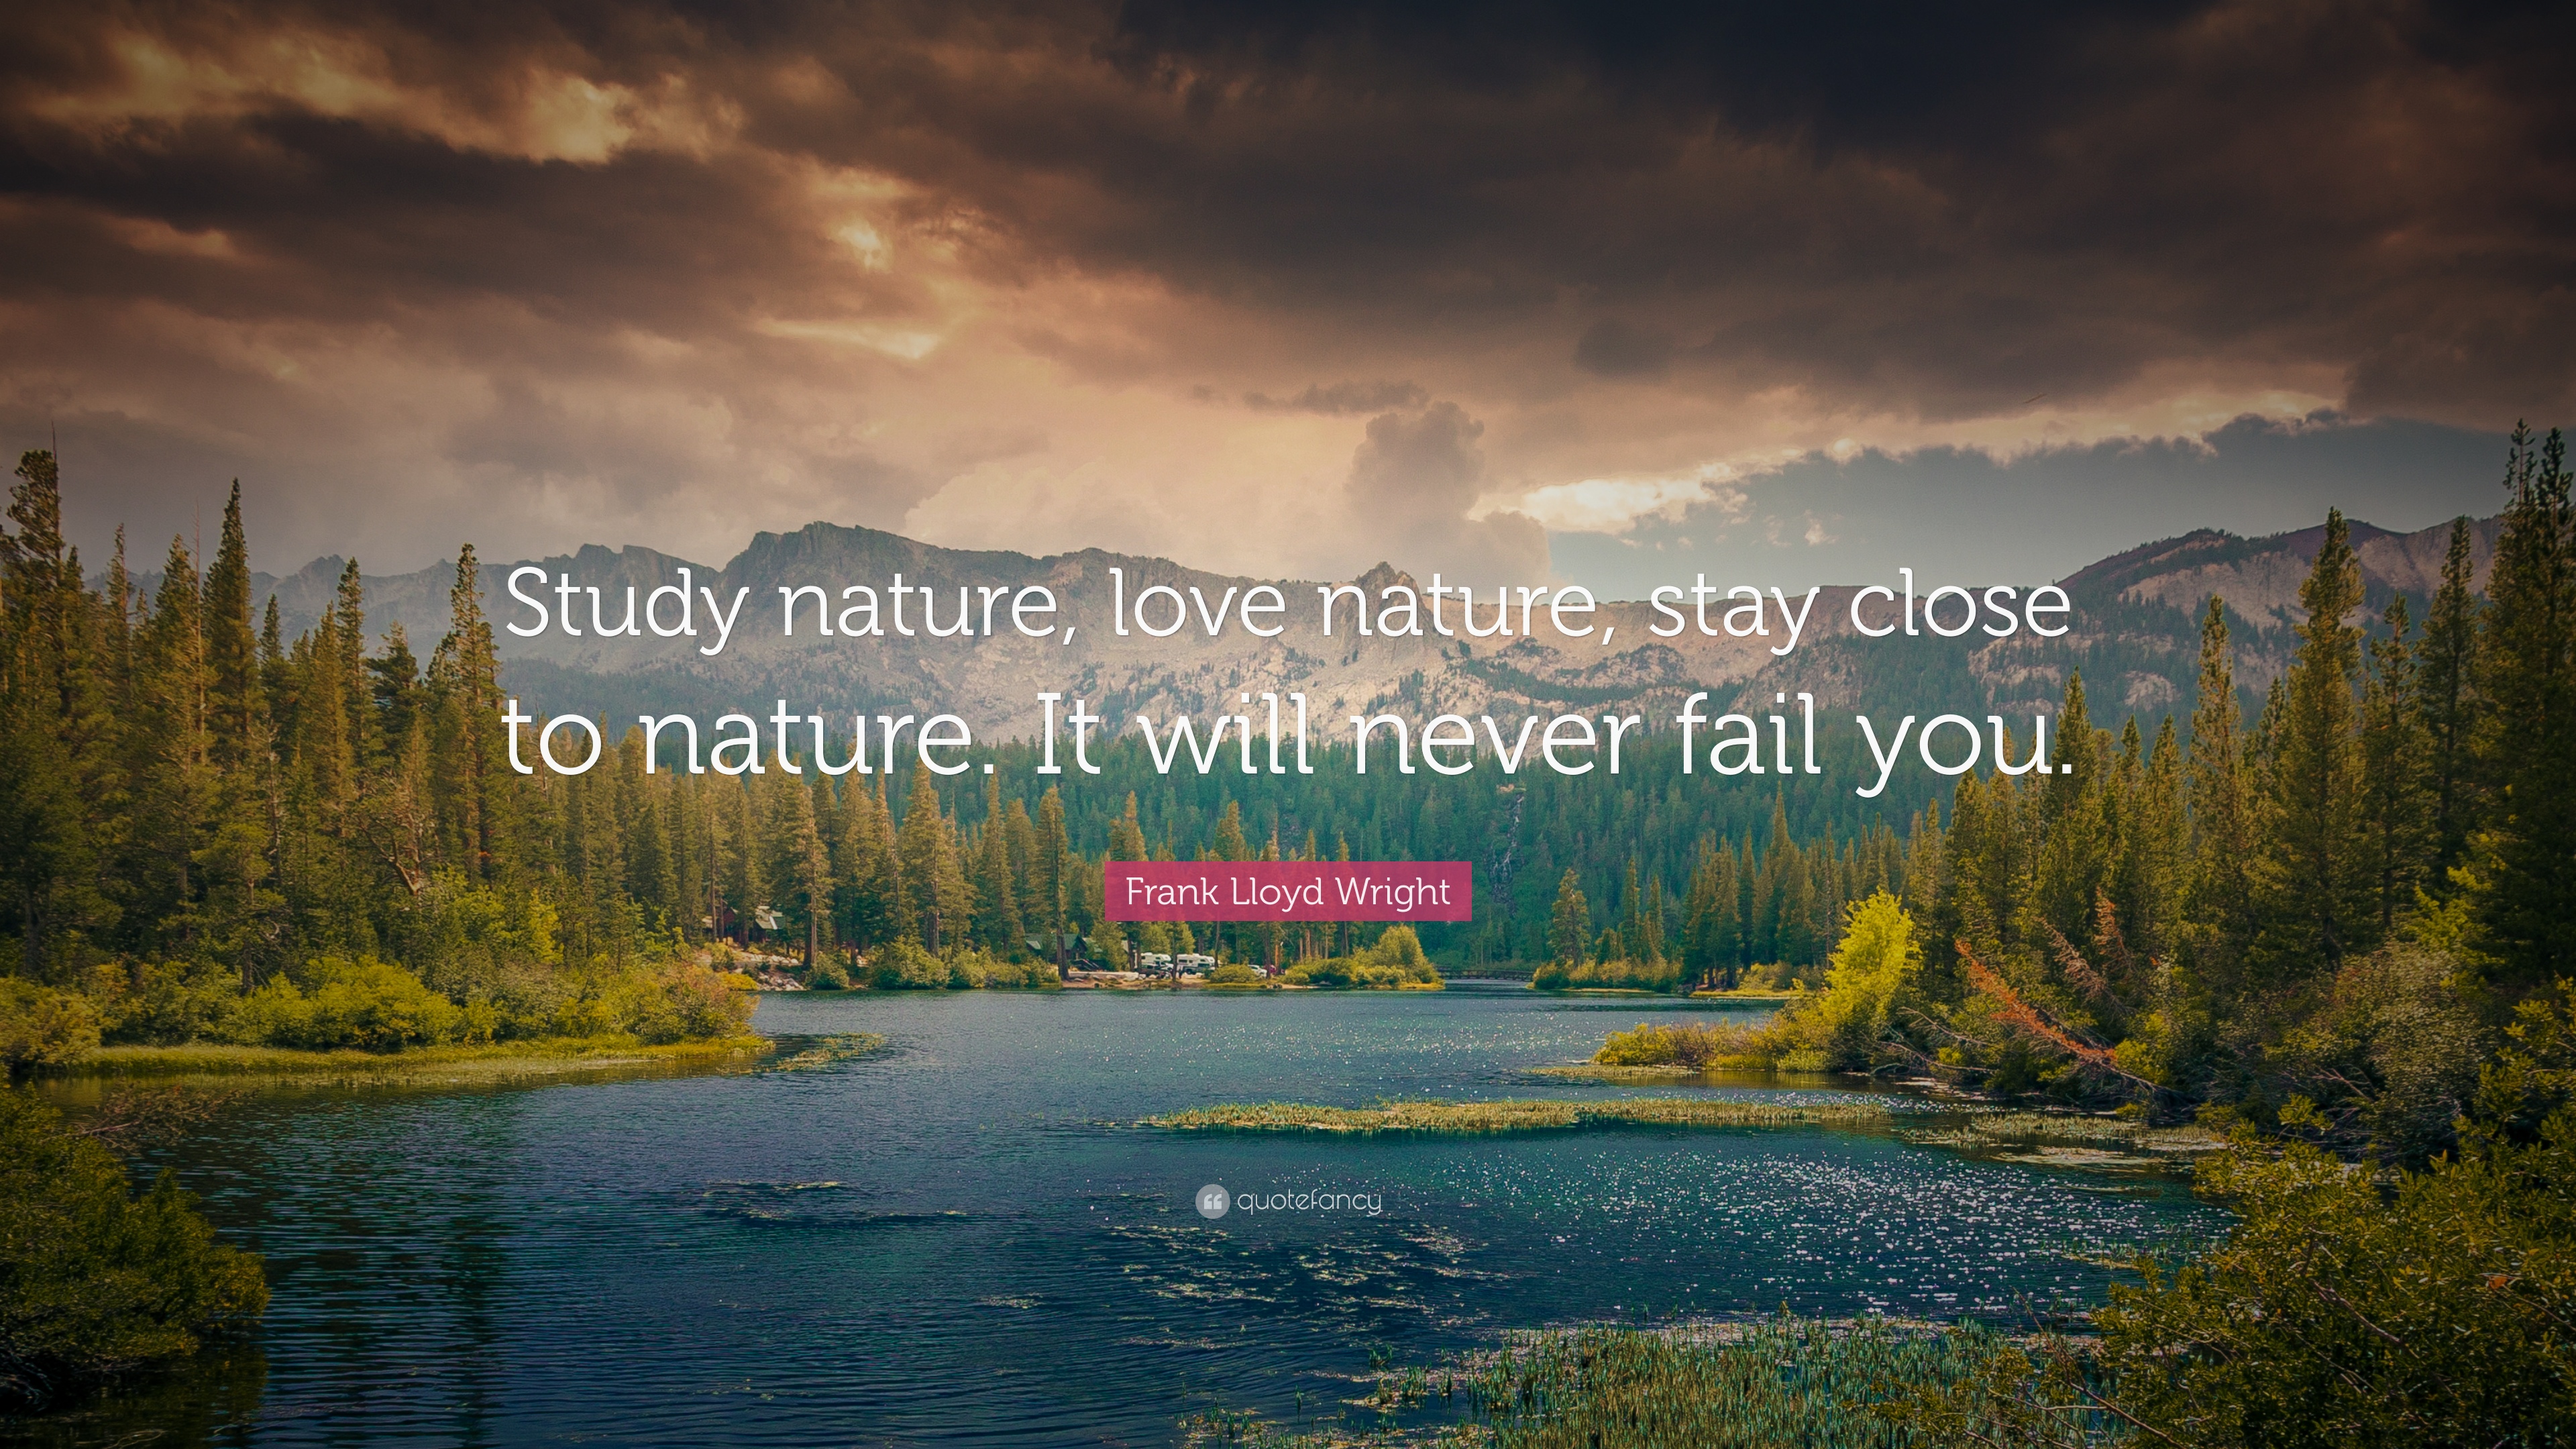 Study nature, love nature, stay close
to nature. It will never fail you.
Frank Lloyd Wright
quotefancy